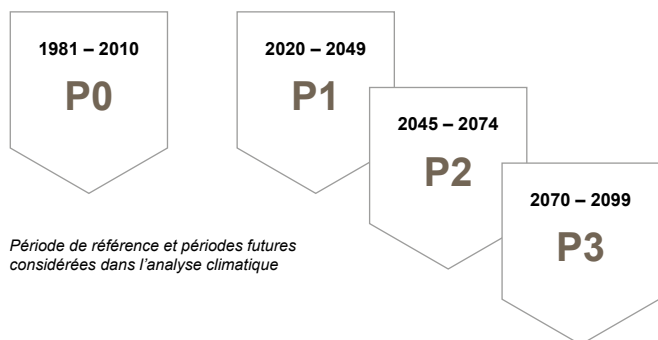 1981 – 2010
P0
2020 – 2049
P1
2045 – 2074
P2
2070 – 2099
P3
Période de référence et périodes futures
considérées dans l'analyse climatique